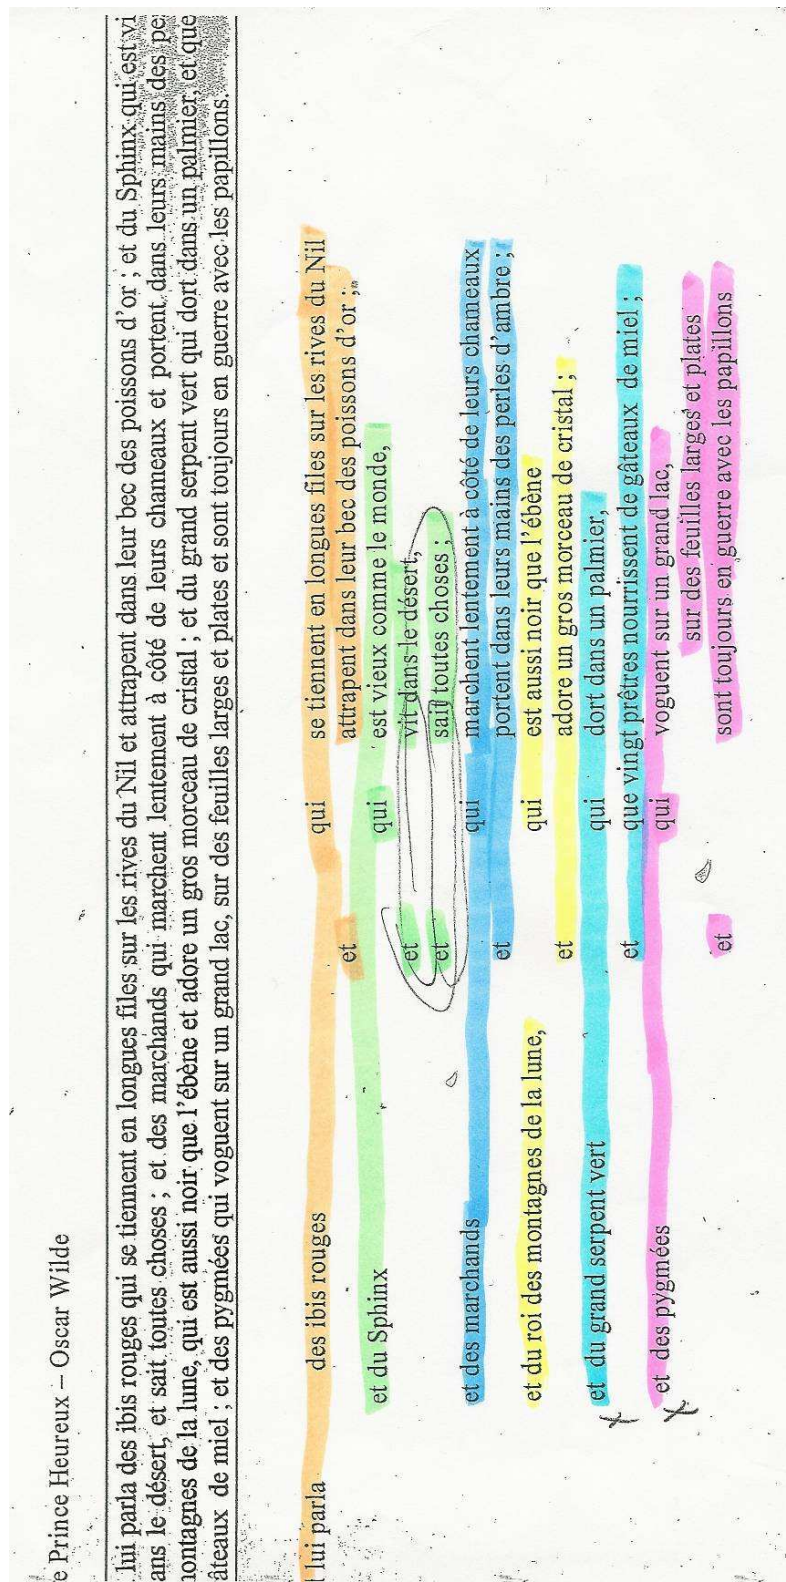 e Prince Heureux – Oscar Wilde
lui parla des ibis rouges qui se tiennent en longues files sur les rives du Nil et attrapent dans leur bec des poissons d'or ; et du Sphinx qui est vi
ans le désert, et sait toutes choses ; et des marchands qui marchent lentement à côté de leurs chameaux et portent dans leurs mains des pe
ontagnes de la lune, qui est aussi noir que l'ébène et adore un gros morceau de cristal ; et du grand serpent vert qui dort dans un palmier, et que
âteaux de miel ; et des pygmées qui voguent sur un grand lac, sur des feuilles larges et plates et sont toujours en guerre avec les papillons.
t lui parla des ibis rouges qui se tiennent en longues files sur les rives du Nil
et attrapent dans leur bec des poissons d'or ;
et du Sphinx qui est vieux comme le monde,
et vit dans le désert,
et sait toutes choses ;
et des marchands qui marchent lentement à côté de leurs chameaux
et portent dans leurs mains des perles d'ambre ;
et du roi des montagnes de la lune, qui est aussi noir que l'ébène
et adore un gros morceau de cristal ;
et du grand serpent vert qui dort dans un palmier,
et que vingt prêtres nourrissent de gâteaux de miel ;
et des pygmées qui voguent sur un grand lac,
sur des feuilles larges et plates
et sont toujours en guerre avec les papillons